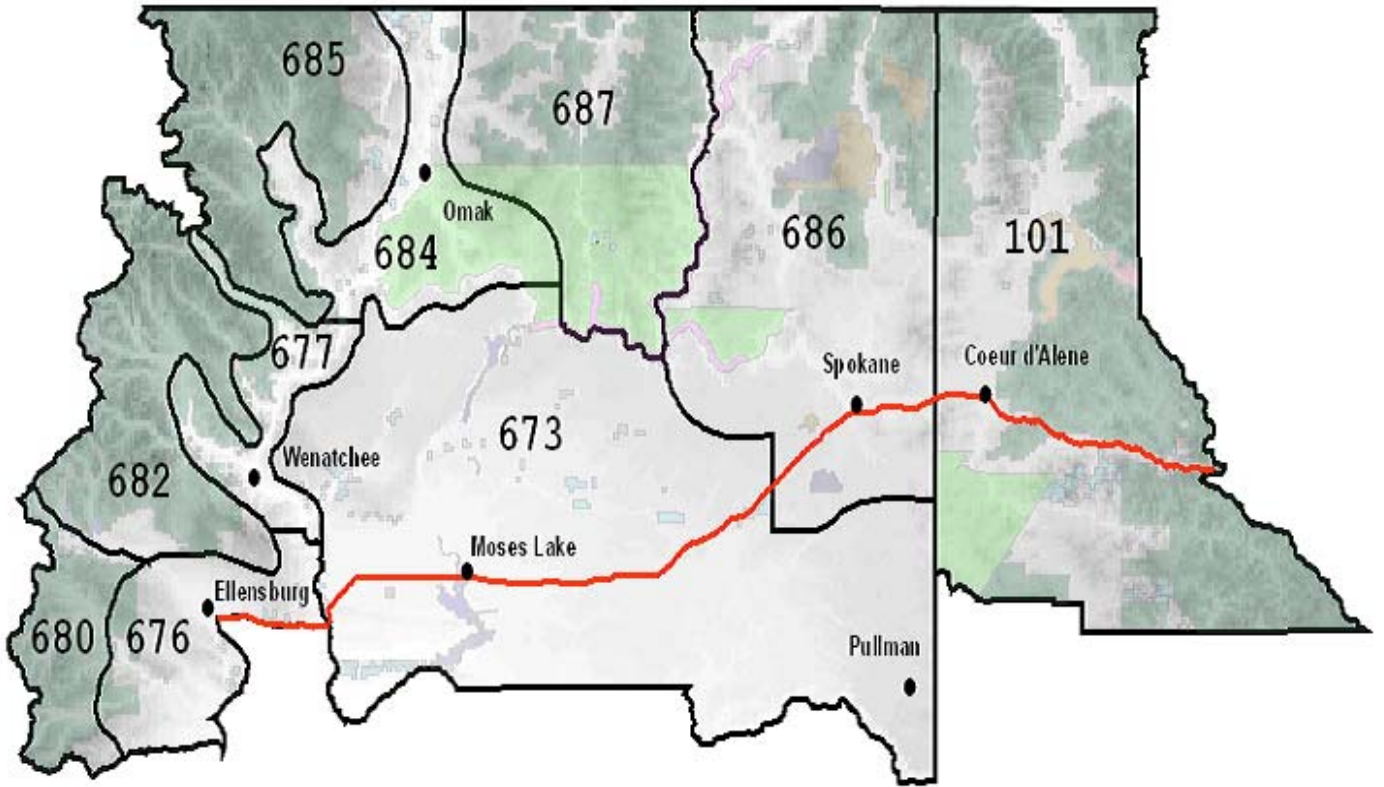 685
687
Omak
684
686
101
677
Spokane
Coeur d'Alene
673
Wenatchee
682
Moses Lake
Ellensburg
680
676
Pullman